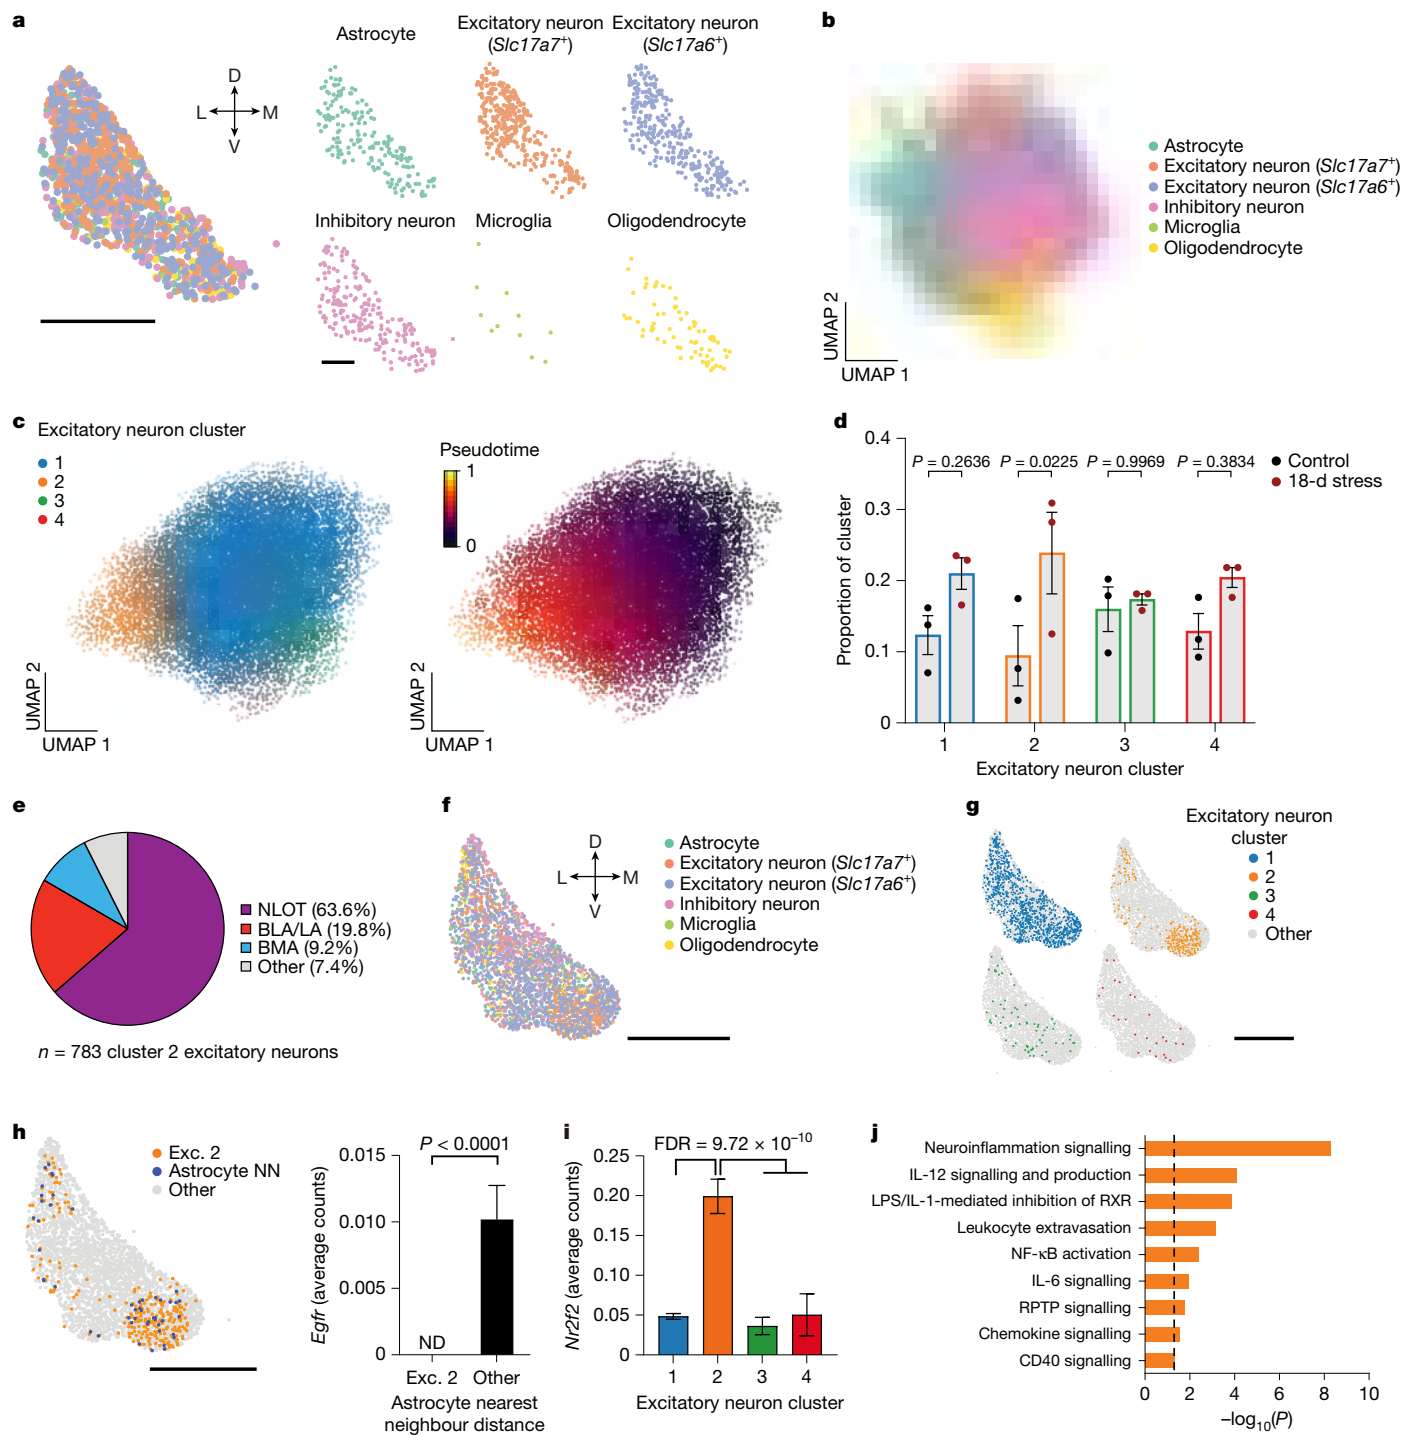 a
Astrocyte
Excitatory neuron
(Slc17a7+)
Excitatory neuron
(Slc17a6+)
D
L M
V
Inhibitory neuron
Microglia
Oligodendrocyte
b
Astrocyte
Excitatory neuron (Slc17a7+)
Excitatory neuron (Slc17a6+)
Inhibitory neuron
Microglia
Oligodendrocyte
UMAP 2
UMAP 1
c
Excitatory neuron cluster
1
2
3
4
UMAP 2
UMAP 1
Pseudotime
1
0
UMAP 2
UMAP 1
d
Proportion of cluster
0.4
0.3
0.2
0.1
0
P = 0.2636 P = 0.0225 P = 0.9969 P = 0.3834
Control
18-d stress
1 2 3 4
Excitatory neuron cluster
e
NLOT (63.6%)
BLA/LA (19.8%)
BMA (9.2%)
Other (7.4%)
n = 783 cluster 2 excitatory neurons
f
D
L M
V
Astrocyte
Excitatory neuron (Slc17a7+)
Excitatory neuron (Slc17a6+)
Inhibitory neuron
Microglia
Oligodendrocyte
g
Excitatory neuron
cluster
1
2
3
4
Other
h
Exc. 2
Astrocyte NN
Other
Egfr (average counts)
0.015
0.010
0.005
0
P < 0.0001
ND
Exc. 2 Other
Astrocyte nearest
neighbour distance
i
FDR = 9.72 × 10–10
Nr2f2 (average counts)
0.25
0.20
0.15
0.10
0.05
0
1 2 3 4
Excitatory neuron cluster
j
Neuroinflammation signalling
IL-12 signalling and production
LPS/IL-1-mediated inhibition of RXR
Leukocyte extravasation
NF-κB activation
IL-6 signalling
RPTP signalling
Chemokine signalling
CD40 signalling
0 2 4 6 8 10
–log10(P)